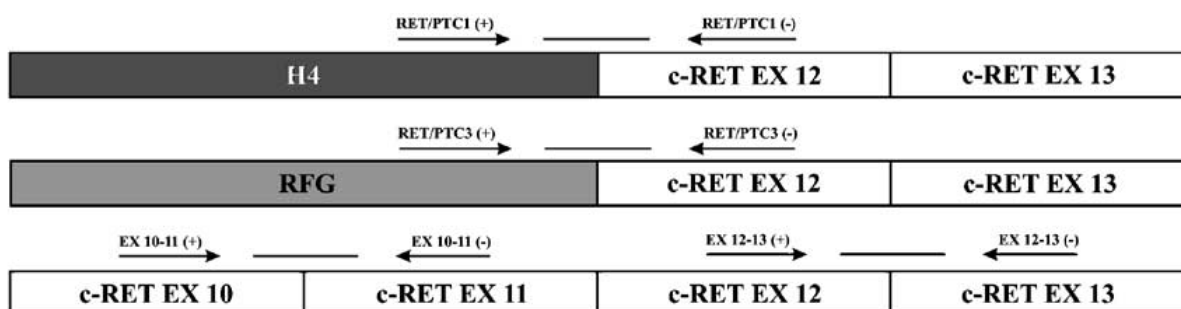 RET/PTC1 (+) RET/PTC1 (-)
H4 c-RET EX 12 c-RET EX 13
RET/PTC3 (+) RET/PTC3 (-)
RFG c-RET EX 12 c-RET EX 13
EX 10-11 (+) EX 10-11 (-) EX 12-13 (+) EX 12-13 (-)
c-RET EX 10 c-RET EX 11 c-RET EX 12 c-RET EX 13